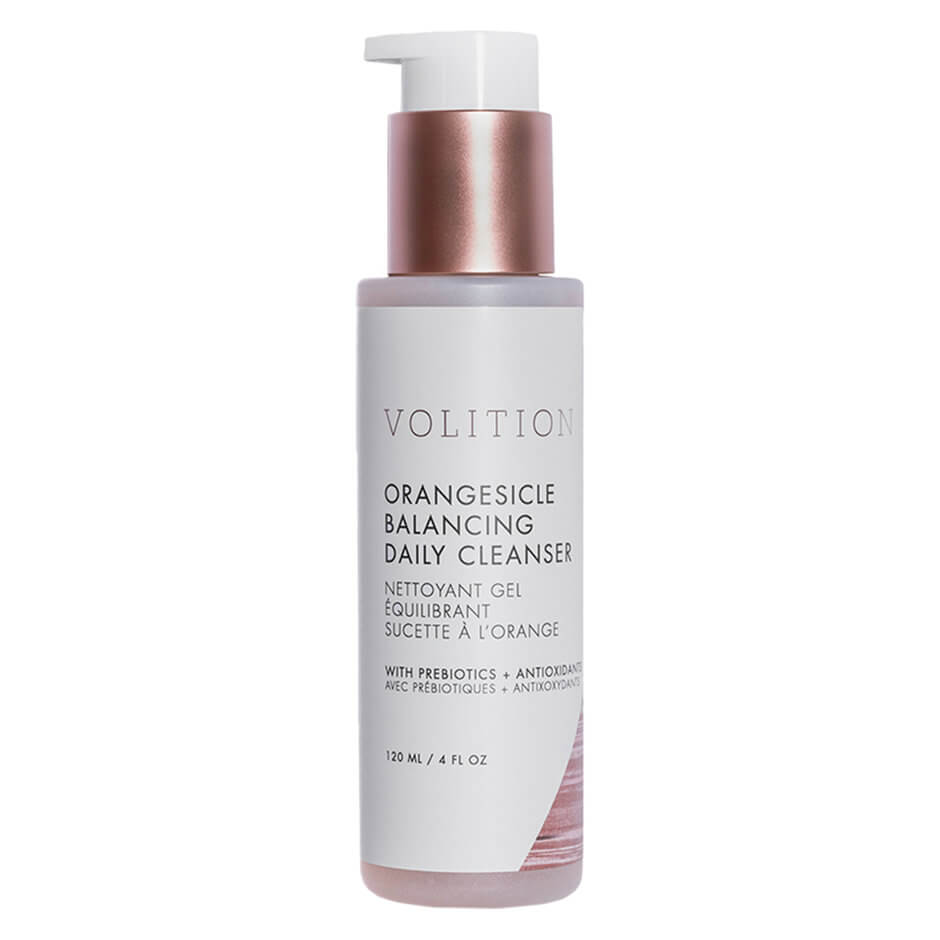 VOLITION
ORANGESICLE
BALANCING
DAILY CLEANSER
NETTOYANT GEL
ÉQUILIBRANT
SUCETTE À L'ORANGE
WITH PREBIOTICS + ANTIOXIDANTS
AVEC PRÉBIOTIQUES + ANTIXOXYDANTS
120 ML / 4 FL OZ